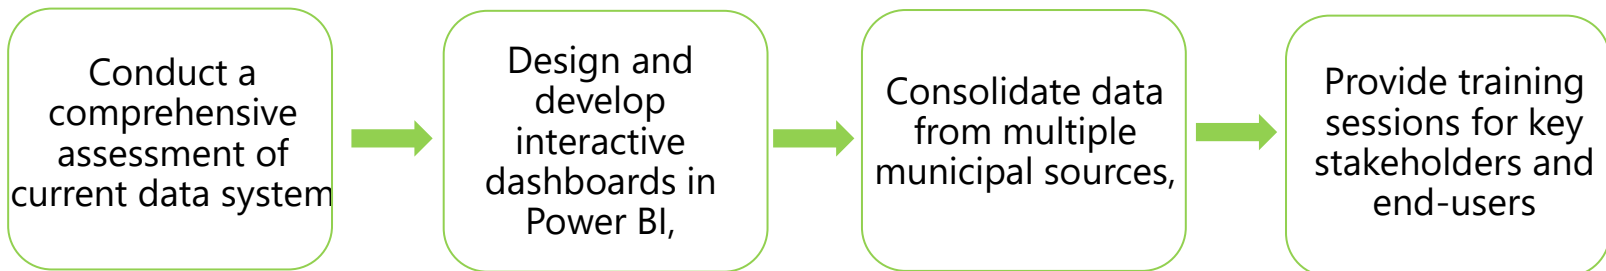 Conduct a
comprehensive
assessment of
current data system
Design and
develop
interactive
dashboards in
Power BI,
Consolidate data
from multiple
municipal sources,
Provide training
sessions for key
stakeholders and
end-users